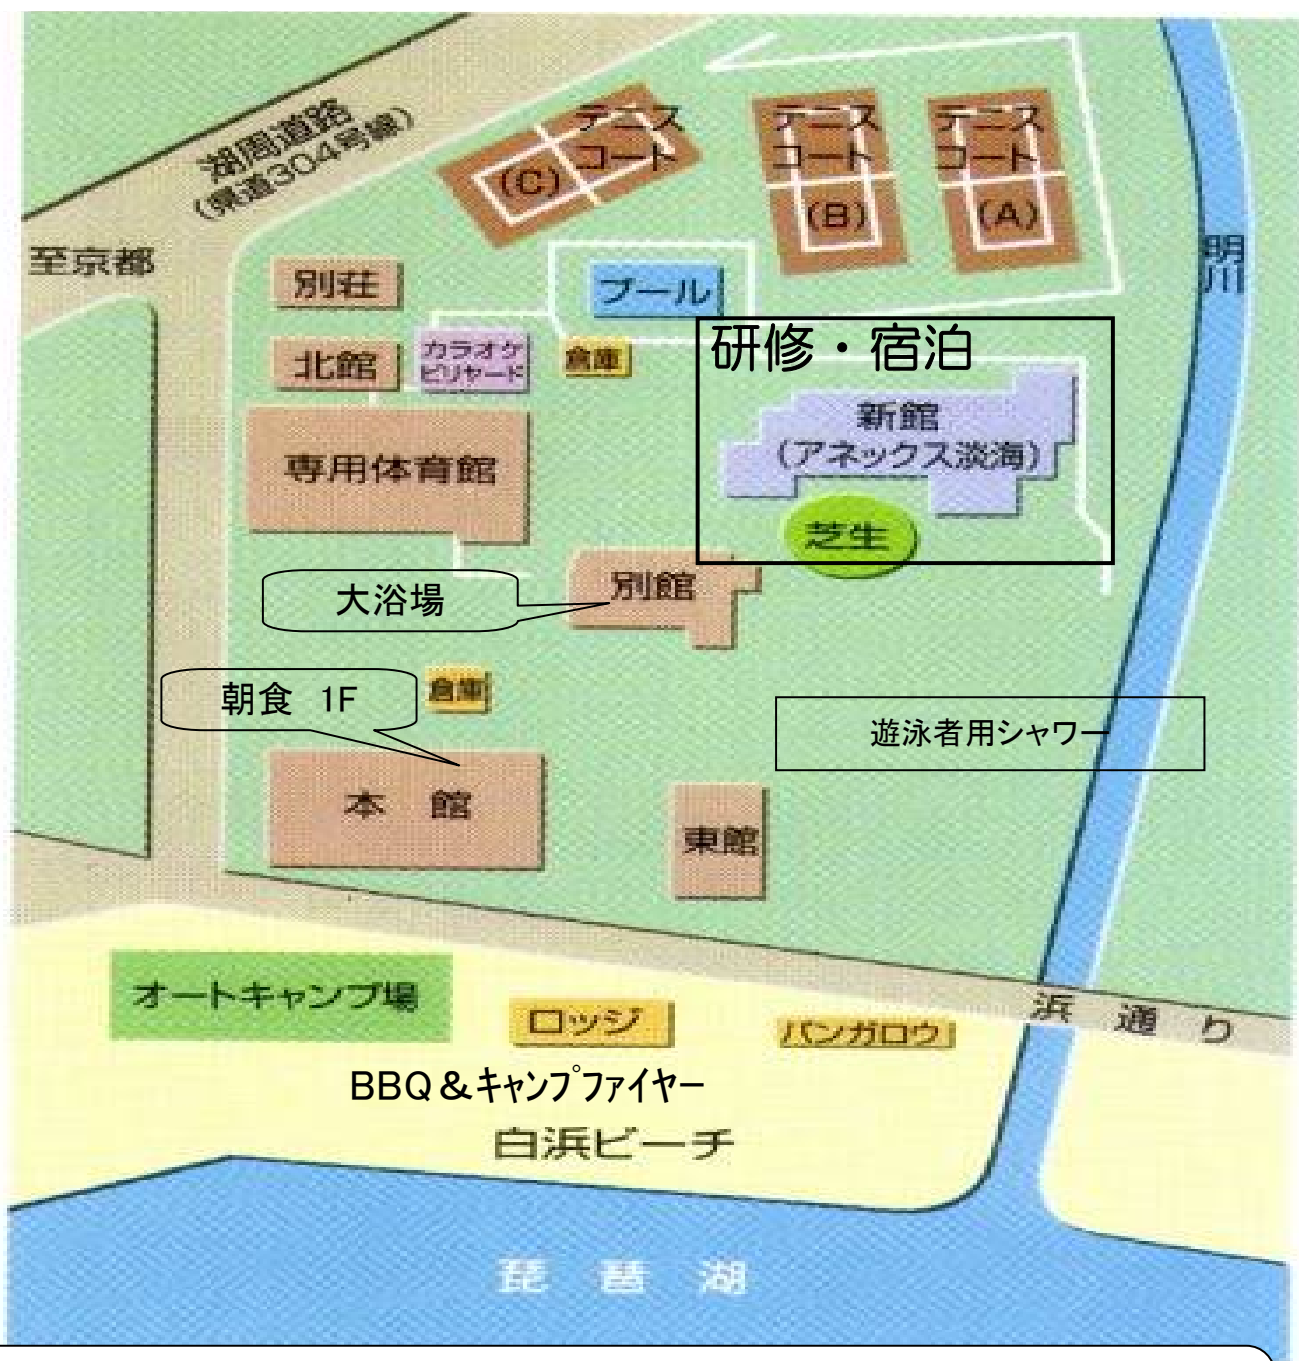 湖周道路
(県道304号線)
至京都
テニス
コート
(C)
テニス
コート
(B)
テニス
コート
(A)
明川
別荘
プール
北館
カラオケ
ビリヤード
倉庫
研修・宿泊
新館
(アネックス淡海)
専用体育館
芝生
大浴場
別館
朝食 1F
倉庫
遊泳者用シャワー
本 館
東館
オートキャンプ場
ロッジ
バンガロウ
浜 通 り
BBQ&キャンプファイヤー
白浜ビーチ
琵 琶 湖